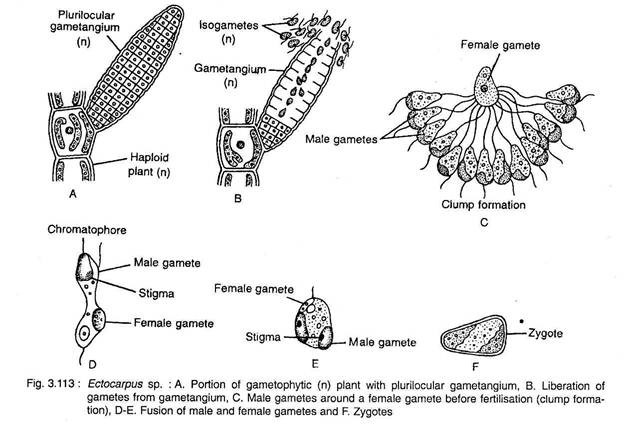 Plurilocular
gametangium
(n)
Haploid
plant (n)
A
Isogametes
(n)
Gametangium
(n)
B
Female gamete
Male gametes
Clump formation
C
Chromatophore
Male gamete
Stigma
Female gamete
D
Female gamete
Stigma
Male gamete
E
Zygote
F
Fig. 3.113 : Ectocarpus sp. : A. Portion of gametophytic (n) plant with plurilocular gametangium, B. Liberation of
gametes from gametangium, C. Male gametes around a female gamete before fertilisation (clump forma-
tion), D-E. Fusion of male and female gametes and F. Zygotes